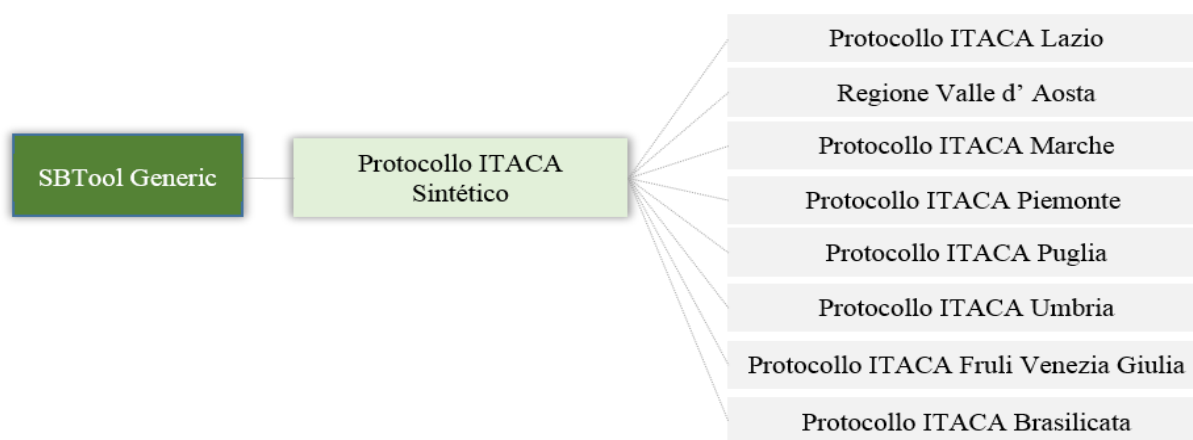 SBTool Generic
Protocollo ITACA
Sintético
Protocollo ITACA Lazio
Regione Valle d’ Aosta
Protocollo ITACA Marche
Protocollo ITACA Piemonte
Protocollo ITACA Puglia
Protocollo ITACA Umbria
Protocollo ITACA Fruli Venezia Giulia
Protocollo ITACA Brasilicata